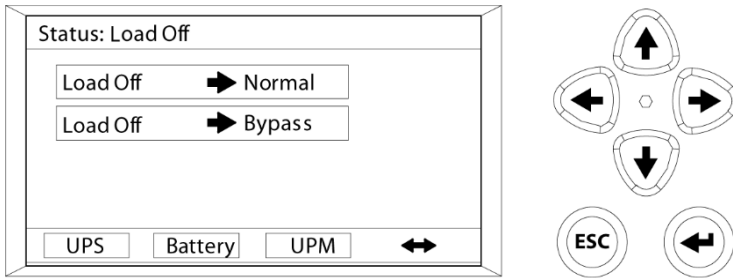 Status: Load Off
Load Off Normal
Load Off Bypass
UPS Battery UPM
ESC